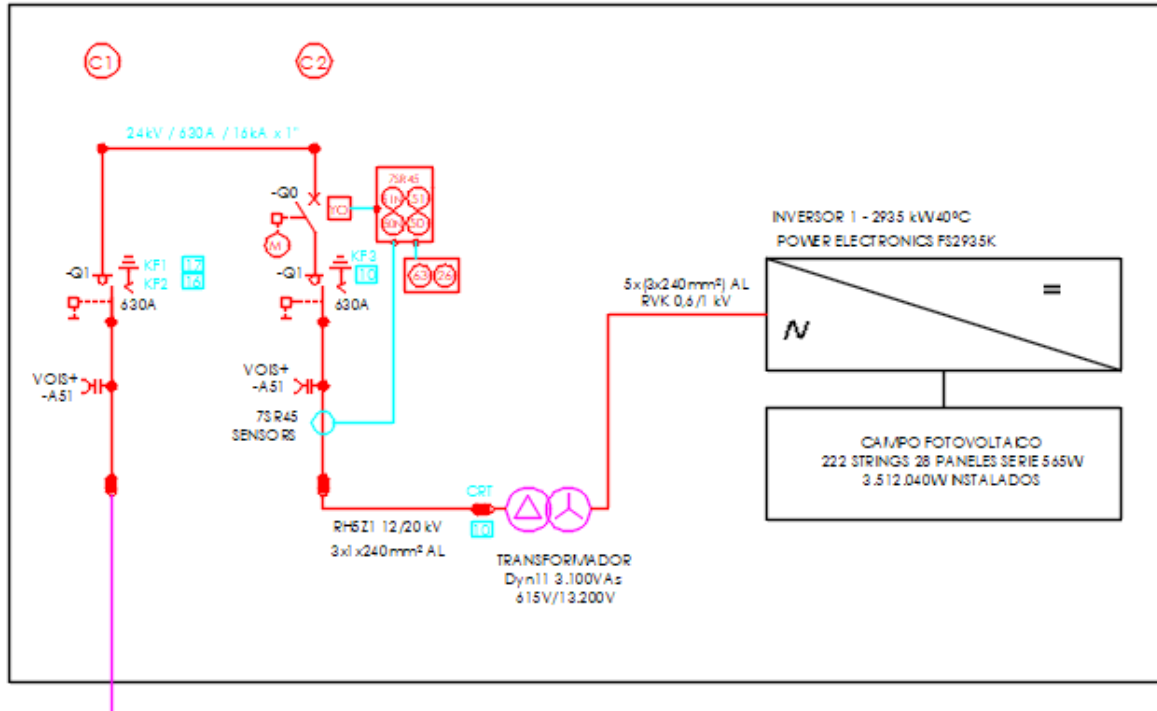 C1
C2
24kV / 630A / 16kA x 1"
-Q0
YO
7SR45
51N
51
50N
50
M
63
26
-Q1
KF1
17
KF2
16
630A
-Q1
KF3
10
630A
VOIS+
-A51
VOIS+
-A51
7SR45
SENSORS
RH5Z1 12/20 kV
3x1x240mm² AL
CRT
10
TRANSFORMADOR
Dyn11 3.100VAs
615V/13.200V
5x(3x240mm²) AL
RVK 0,6/1 kV
INVERSOR 1 - 2935 kW40ºC
POWER ELECTRONICS FS2935K
=
N
CAMPO FOTOVOLTAICO
222 STRINGS 28 PANELES SERIE 565W
3.512.040W INSTALADOS